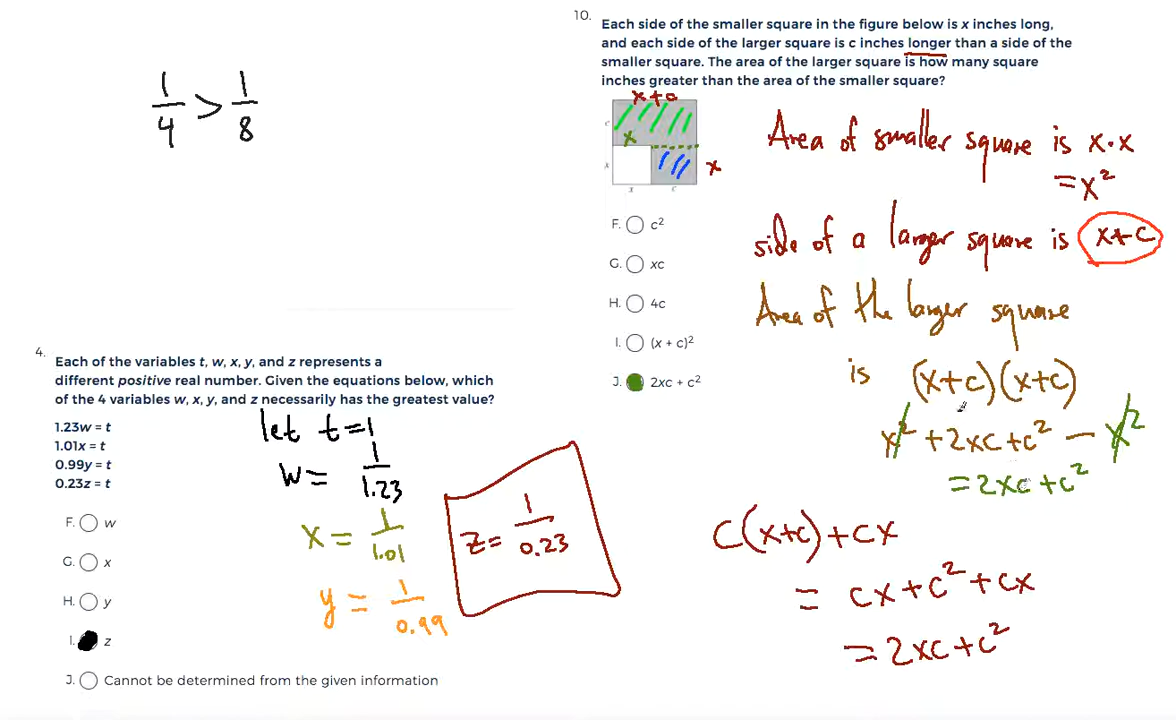 1/4 > 1/8
4.
Each of the variables t, w, x, y, and z represents a
different positive real number. Given the equations below, which
of the 4 variables w, x, y, and z necessarily has the greatest value?
1.23w = t
1.01x = t
0.99y = t
0.23z = t
F. w
G. x
H. y
I. z
J. Cannot be determined from the given information
let t=1
w= 1/1.23
x = 1/1.01
y = 1/0.99
z= 1/0.23
10.
Each side of the smaller square in the figure below is x inches long,
and each side of the larger square is c inches longer than a side of the
smaller square. The area of the larger square is how many square
inches greater than the area of the smaller square?
x+c
c
x
x
x
x c
F. c²
G. xc
H. 4c
I. (x + c)²
J. 2xc + c²
Area of smaller square is x·x
=x²
side of a larger square is x+c
Area of the larger square
is (x+c)(x+c)
x²+2xc+c² - x²
=2xc+c²
c(x+c)+cx
= cx+c²+cx
=2xc+c²